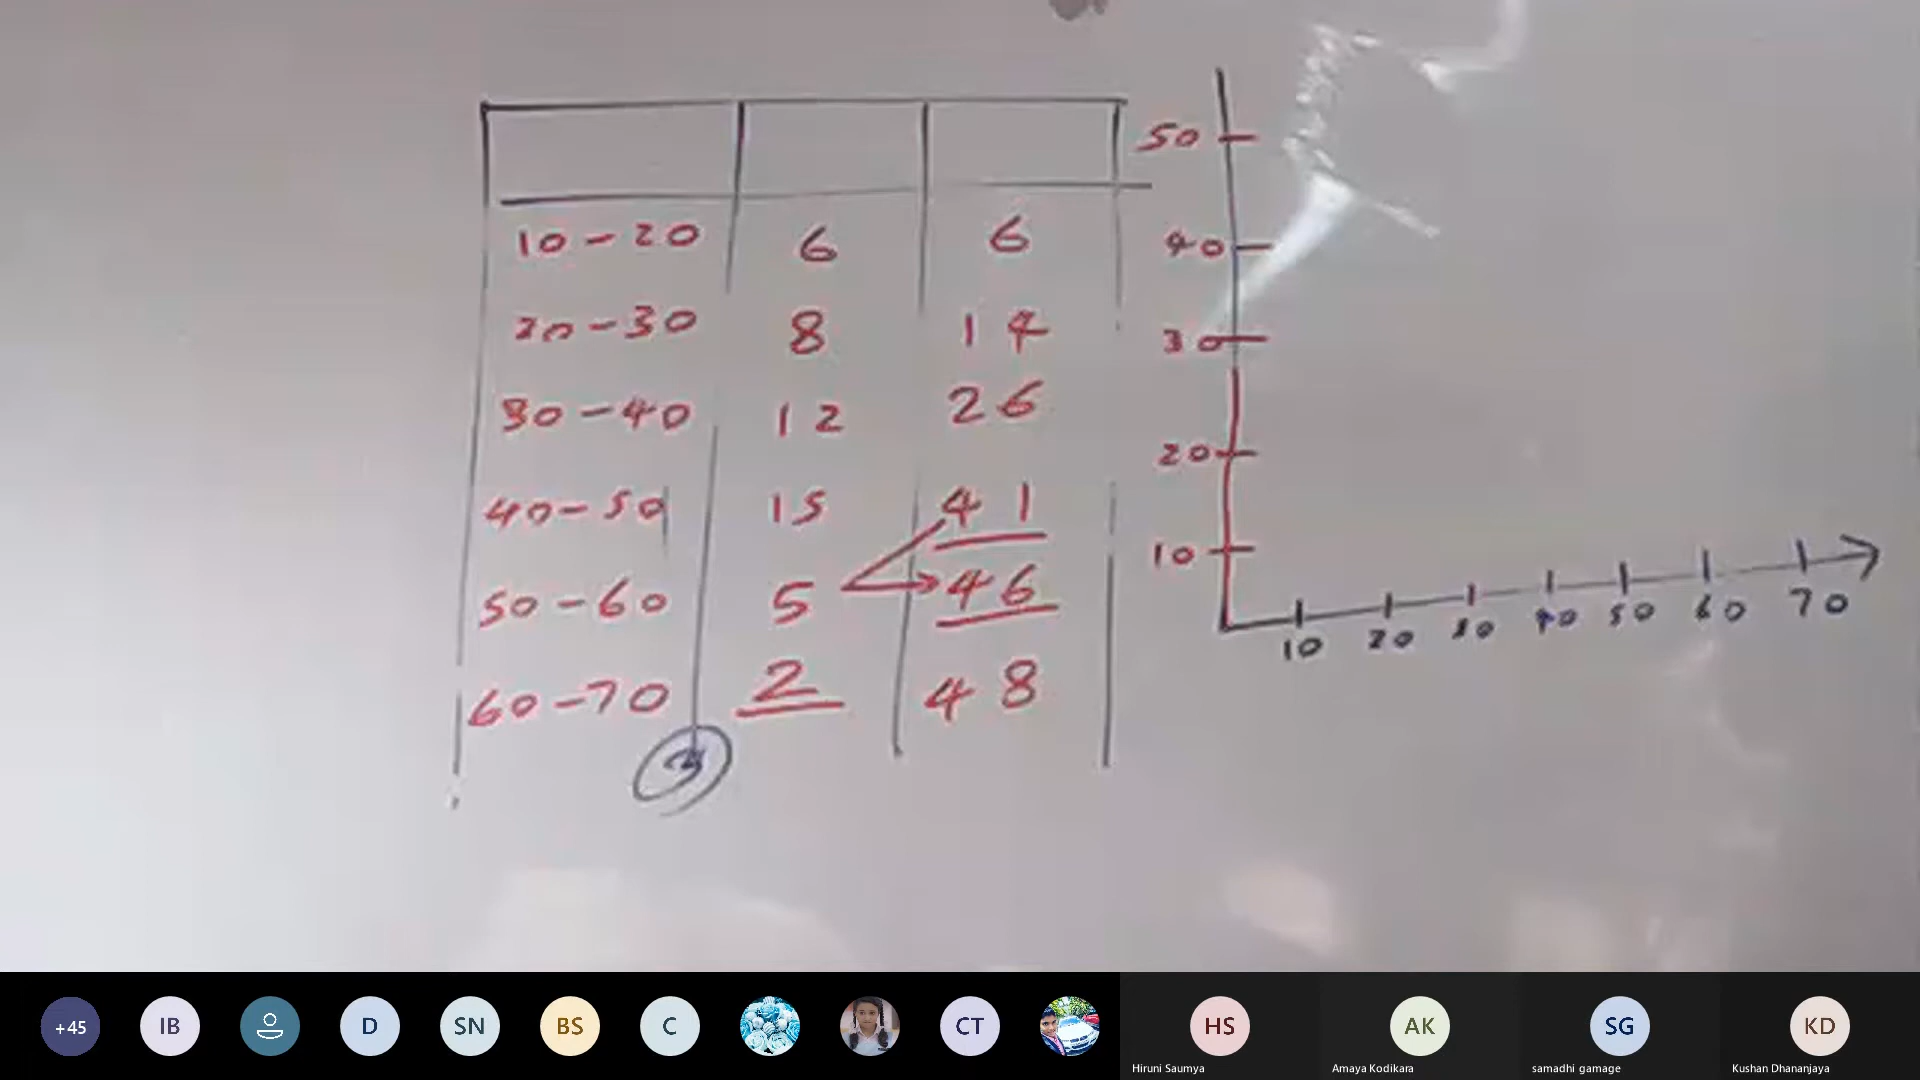 10-20 6 6
20-30 8 14
30-40 12 26
40-50 15 41
50-60 5 46
60-70 2 48
50
40
30
20
10
10 20 30 40 50 60 70
+45 IB D SN BS C CT HS AK SG KD
Hiruni Saumya Amaya Kodikara samadhi gamage Kushan Dhananjaya